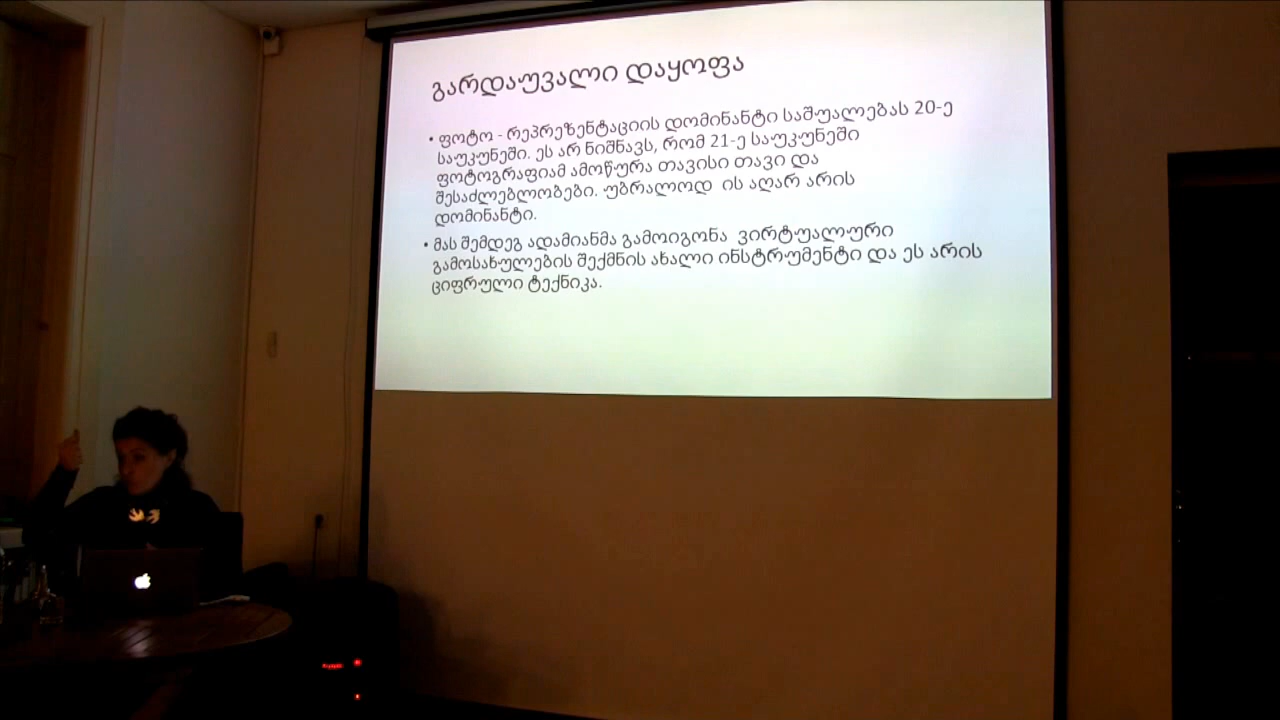 გარდაუვალი დაყოფა
• ფოტო - რეპრეზენტაციის დომინანტი საშუალებას 20-ე
საუკუნეში. ეს არ ნიშნავს, რომ 21-ე საუკუნეში
ფოტოგრაფიამ ამოწურა თავისი თავი და
შესაძლებლობები. უბრალოდ ის აღარ არის
დომინანტი.
• მას შემდეგ ადამიანმა გამოიგონა ვირტუალური
გამოსახულების შექმნის ახალი ინსტრუმენტი და ეს არის
ციფრული ტექნიკა.